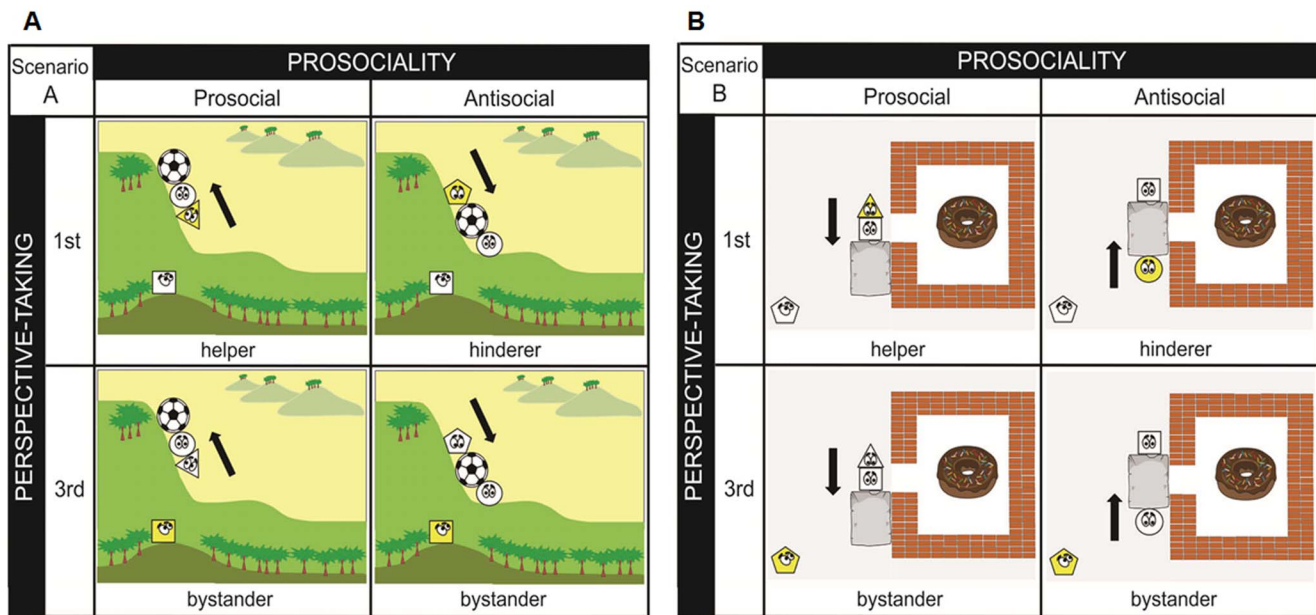 A
Scenario
A
PROSOCIALITY
Prosocial
Antisocial
PERSPECTIVE-TAKING
1st
helper
hinderer
3rd
bystander
bystander
B
Scenario
B
PROSOCIALITY
Prosocial
Antisocial
PERSPECTIVE-TAKING
1st
helper
hinderer
3rd
bystander
bystander